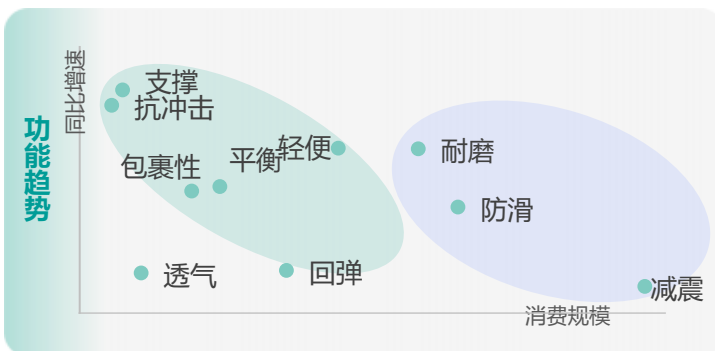 功能趋势
同比增速
支撑
抗冲击
包裹性
平衡
轻便
耐磨
防滑
透气
回弹
减震
消费规模